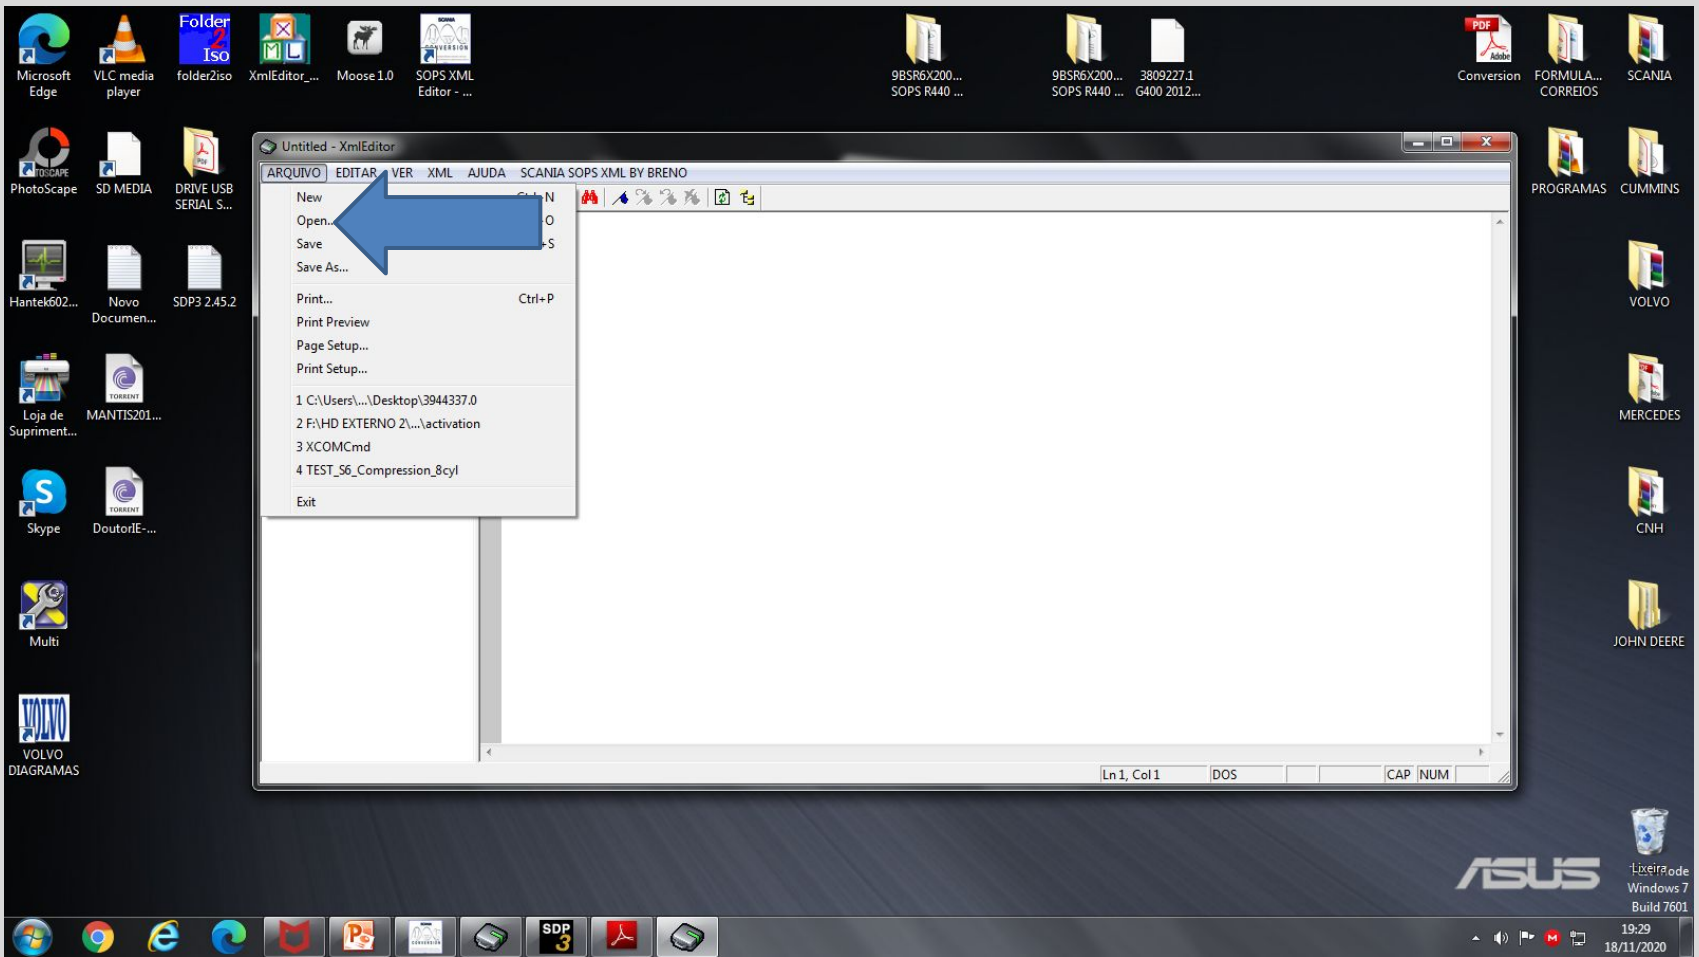 Folder
2
Iso
SCANIA
CONVERSION
PDF
Adobe
Microsoft
Edge
VLC media
player
folder2iso
XmlEditor_...
Moose 1.0
SOPS XML
Editor - ...
9BSR6X200...
SOPS R440 ...
9BSR6X200...
SOPS R440 ...
3809227.1
G400 2012...
Conversion
FORMULA...
CORREIOS
SCANIA
Untitled - XmlEditor
ARQUIVO EDITAR VER XML AJUDA SCANIA SOPS XML BY BRENO
New
Open...
Save
Save As...
Print... Ctrl+P
Print Preview
Page Setup...
Print Setup...
1 C:\Users\...\Desktop\3944337.0
2 F:\HD EXTERNO 2\...\activation
3 XCOMCmd
4 TEST_S6_Compression_8cyl
Exit
Ln 1, Col 1 DOS CAP NUM
PhotoScape
SD MEDIA
DRIVE USB
SERIAL S...
PROGRAMAS
CUMMINS
Hantek602...
Novo
Documen...
SDP3 2.45.2
VOLVO
TORRENT
Loja de
Supriment...
MANTIS201...
MERCEDES
TORRENT
Skype
DoutorIE-...
CNH
Multi
JOHN DEERE
VOLVO
VOLVO
DIAGRAMAS
ASUS
Lixeira
Windows 7
Build 7601
SDP
3
19:29
18/11/2020